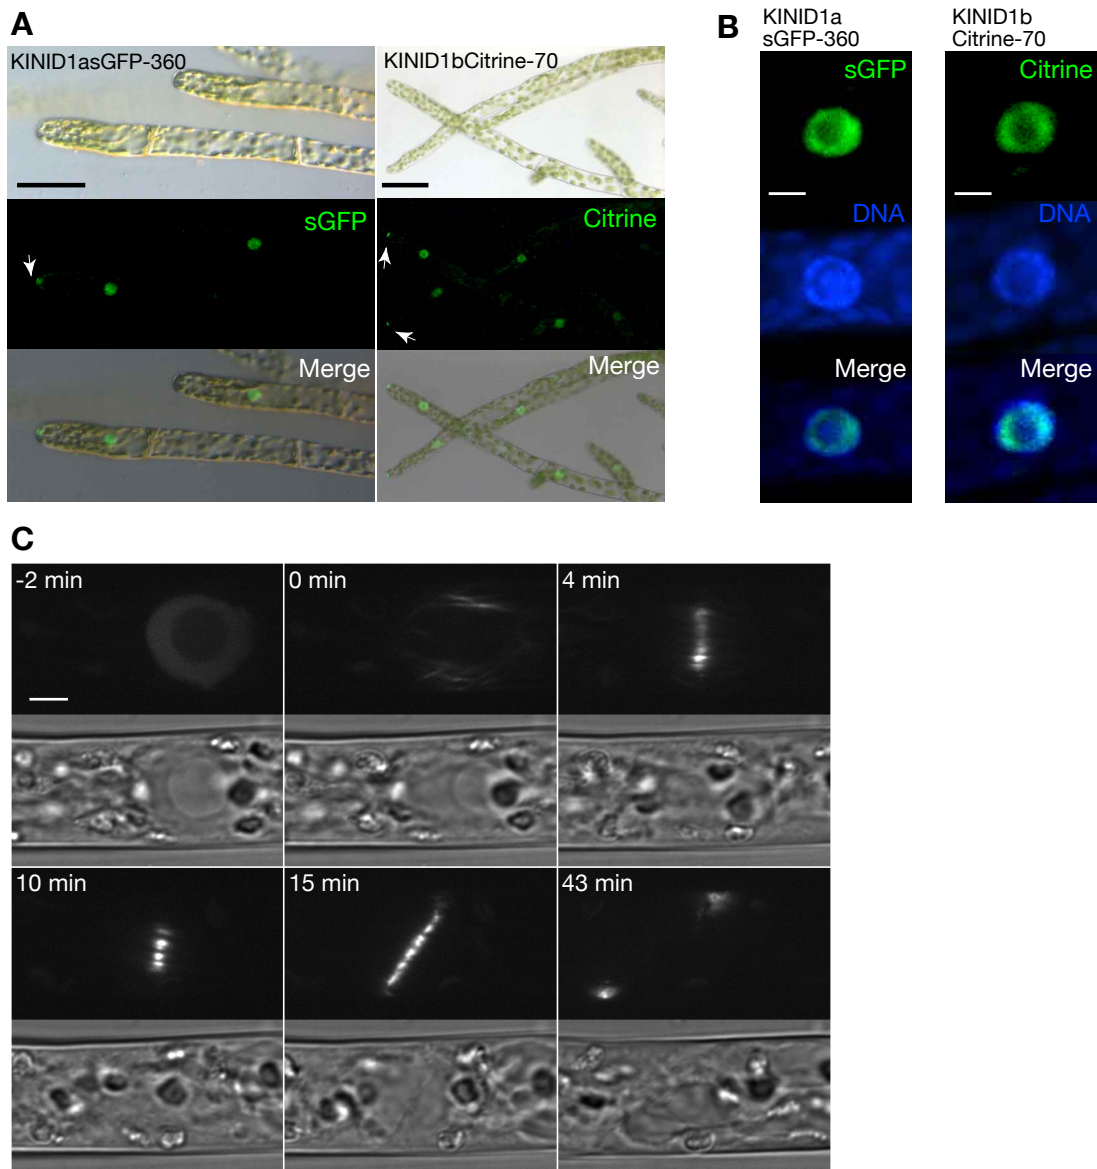 A
KINID1asGFP-360
KINID1bCitrine-70
sGFP
Citrine
Merge
Merge
B
KINID1a
sGFP-360
KINID1b
Citrine-70
sGFP
Citrine
DNA
DNA
Merge
Merge
C
-2 min
0 min
4 min
10 min
15 min
43 min